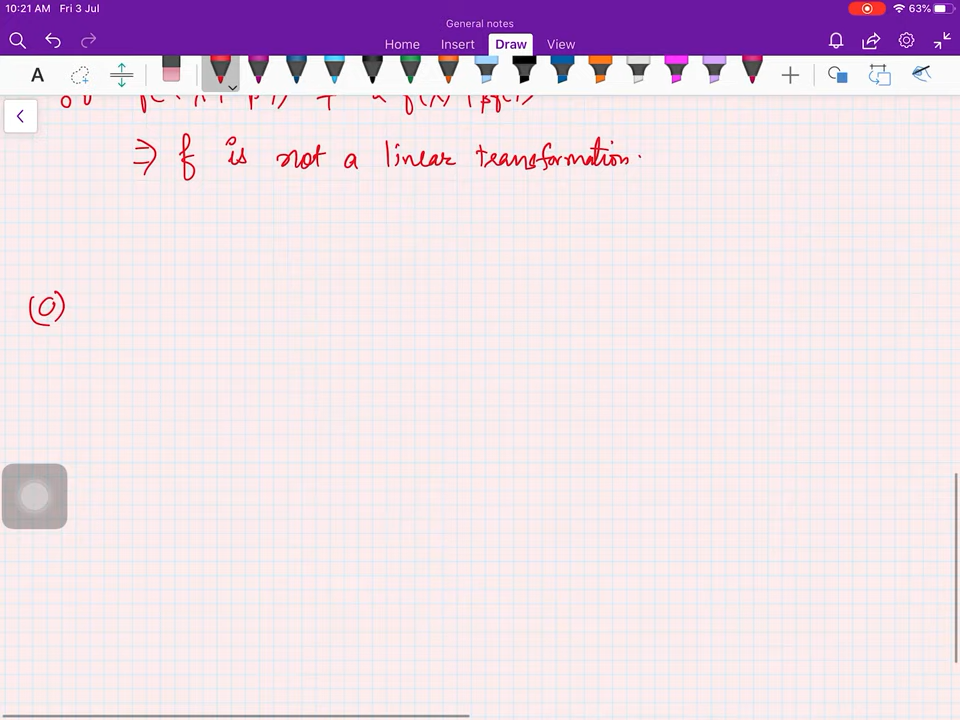 10:21 AM Fri 3 Jul
63%
General notes
Home Insert Draw View
A
⇒ f is not a linear transformation.
(0)